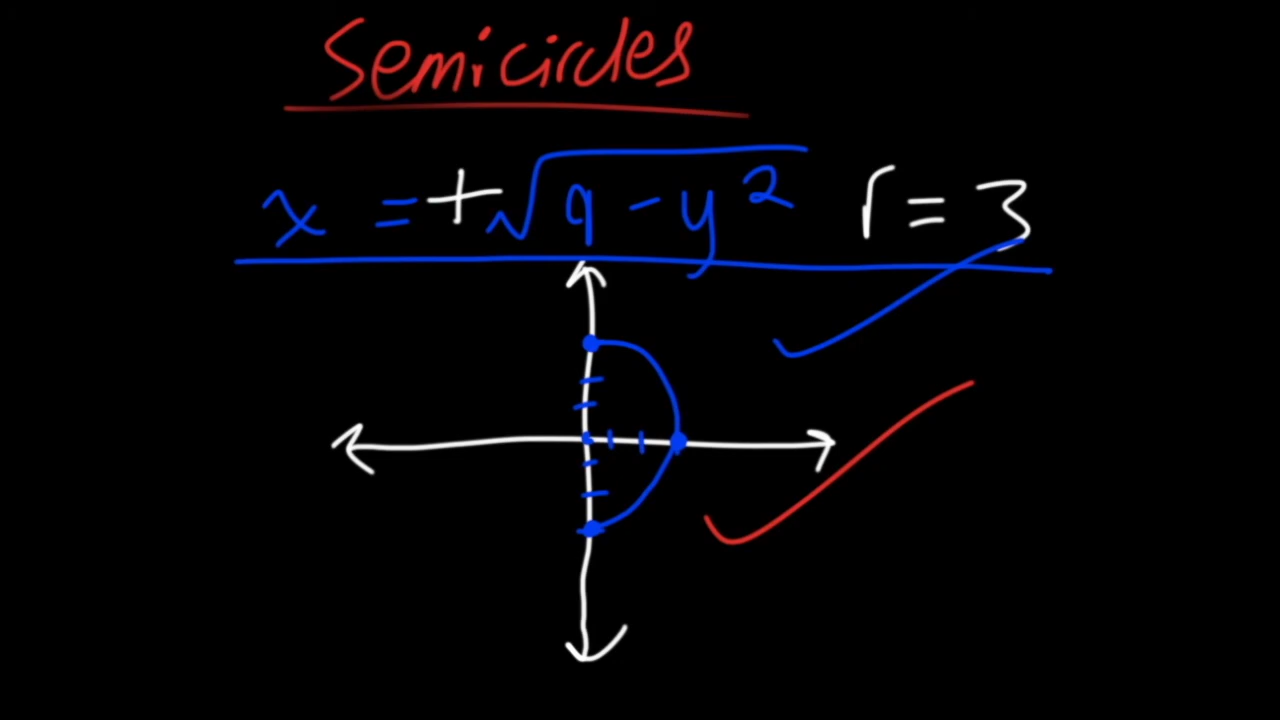 Semicircles
x = +√9 - y² r = 3